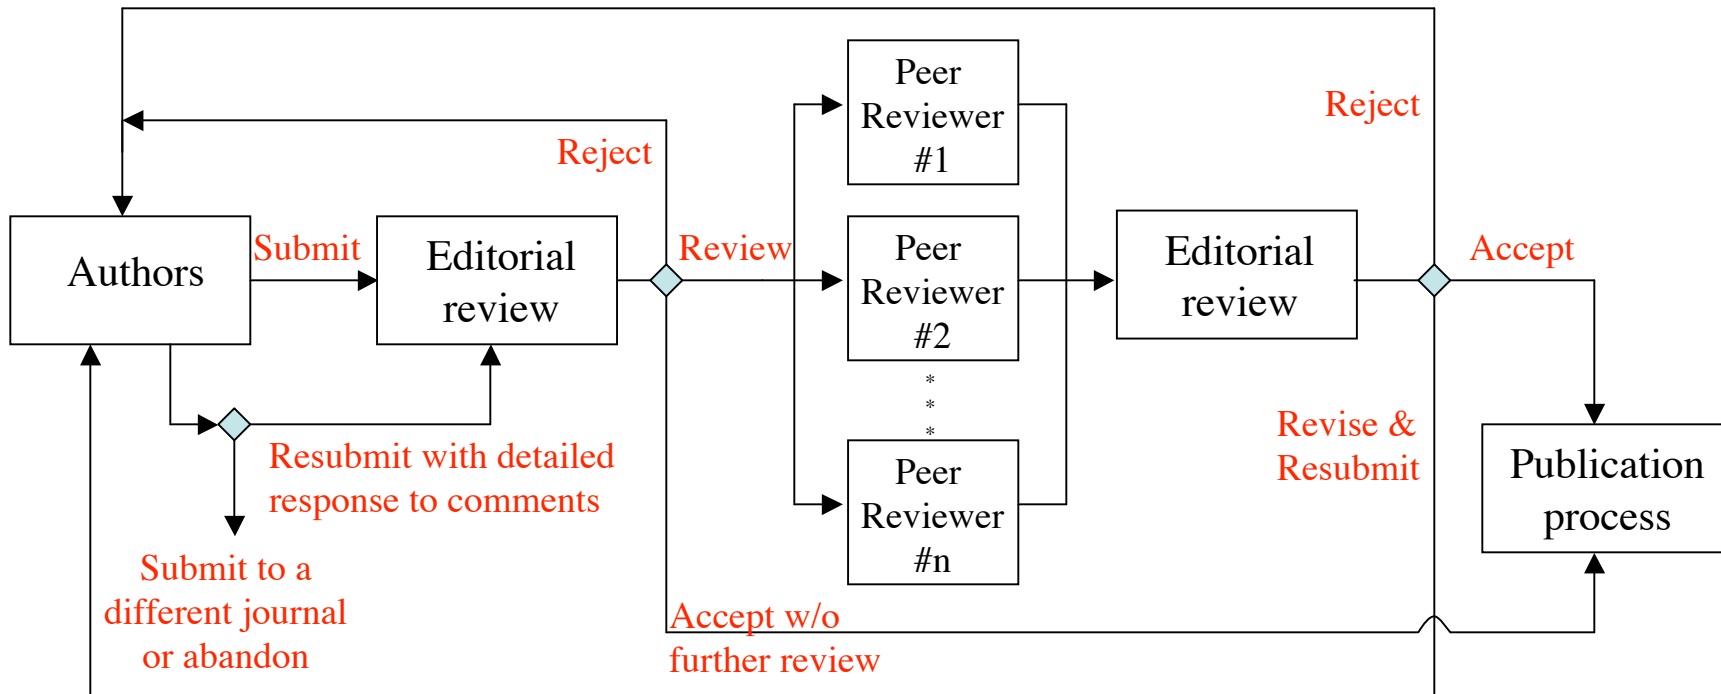 Peer
Reviewer
#1
Reject
Reject
Authors
Submit
Editorial
review
Review
Peer
Reviewer
#2
Editorial
review
Accept
*
*
*
Resubmit with detailed
response to comments
Peer
Reviewer
#n
Revise &
Resubmit
Publication
process
Submit to a
different journal
or abandon
Accept w/o
further review